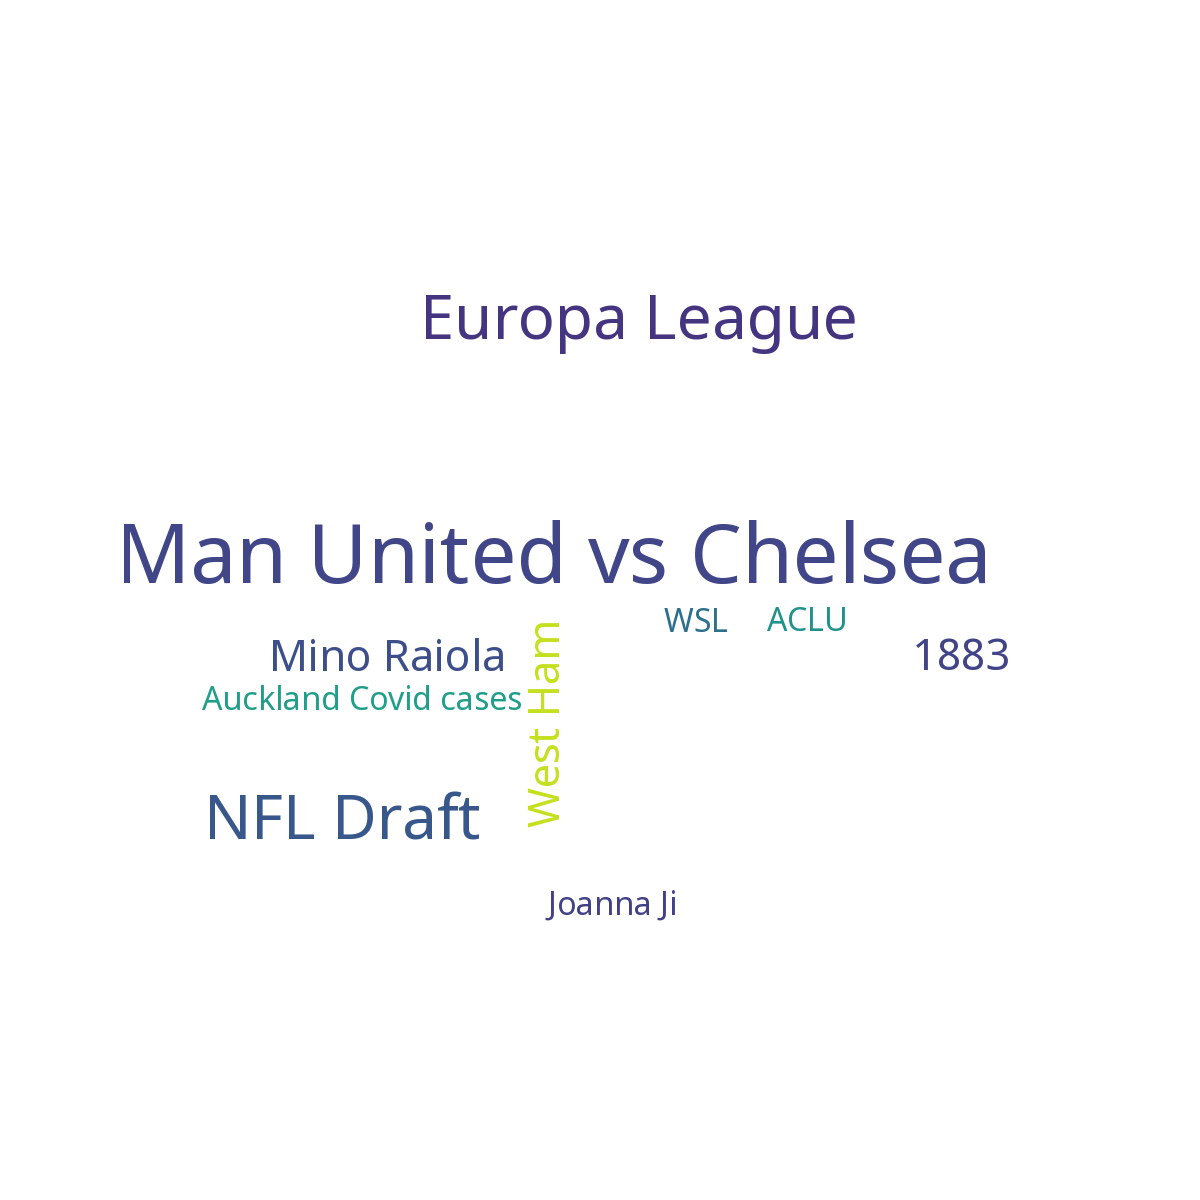 Europa League
Man United vs Chelsea
WSL
ACLU
Mino Raiola
1883
Auckland Covid cases
West Ham
NFL Draft
Joanna Ji